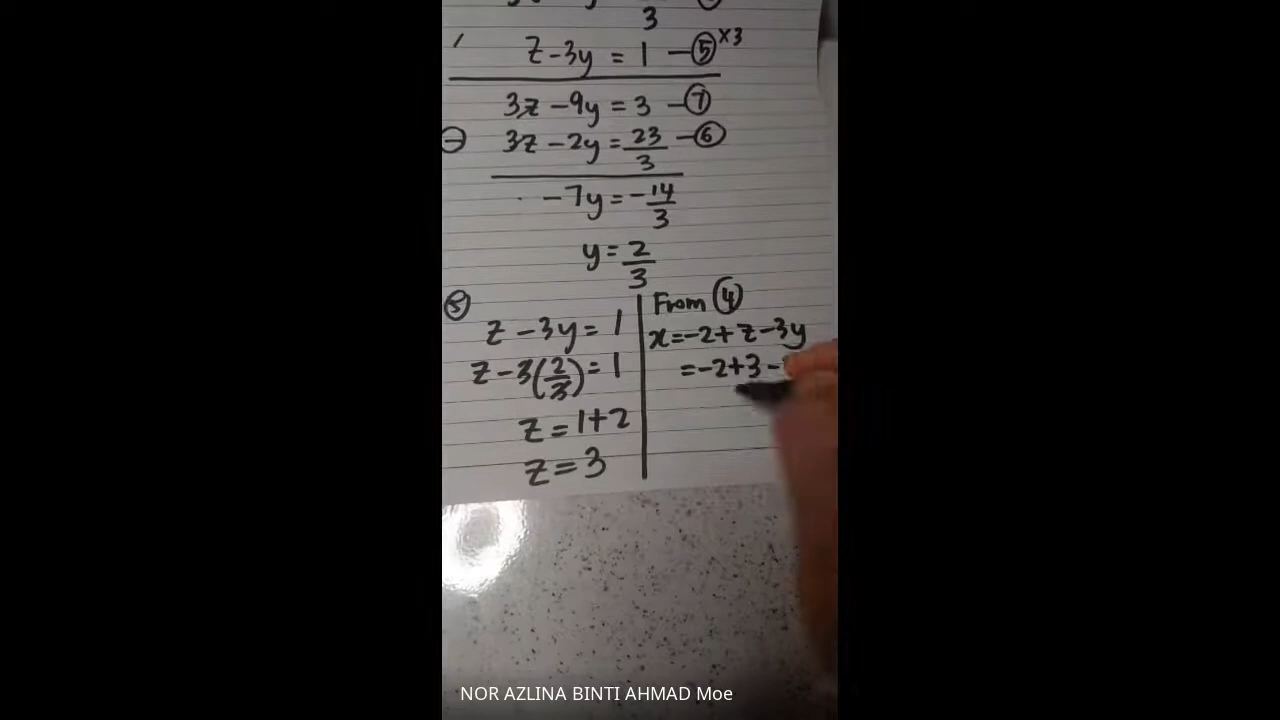 3
z - 3y = 1 — ⑤ ×3
3z - 9y = 3 — ⑦
⊖ 3z - 2y = 23/3 — ⑥
- 7y = - 14/3
y = 2/3
⑤
z - 3y = 1
z - 3(2/3) = 1
z = 1+2
z = 3
From ④
x = -2 + z - 3y
= -2 + 3 -
NOR AZLINA BINTI AHMAD Moe